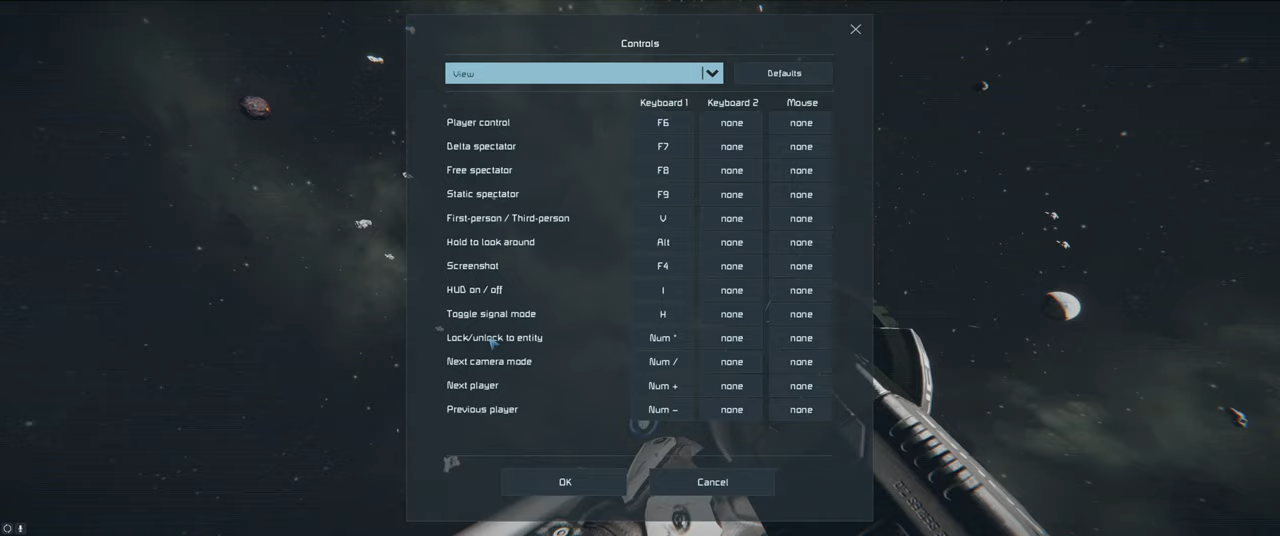 Controls
View
Defaults
Keyboard 1 Keyboard 2 Mouse
Player control F6 none none
Delta spectator F7 none none
Free spectator F8 none none
Static spectator F9 none none
First-person / Third-person V none none
Hold to look around Alt none none
Screenshot F4 none none
HUD on / off I none none
Toggle signal mode H none none
Lock/unlock to entity Num * none none
Next camera mode Num / none none
Next player Num + none none
Previous player Num - none none
OK Cancel